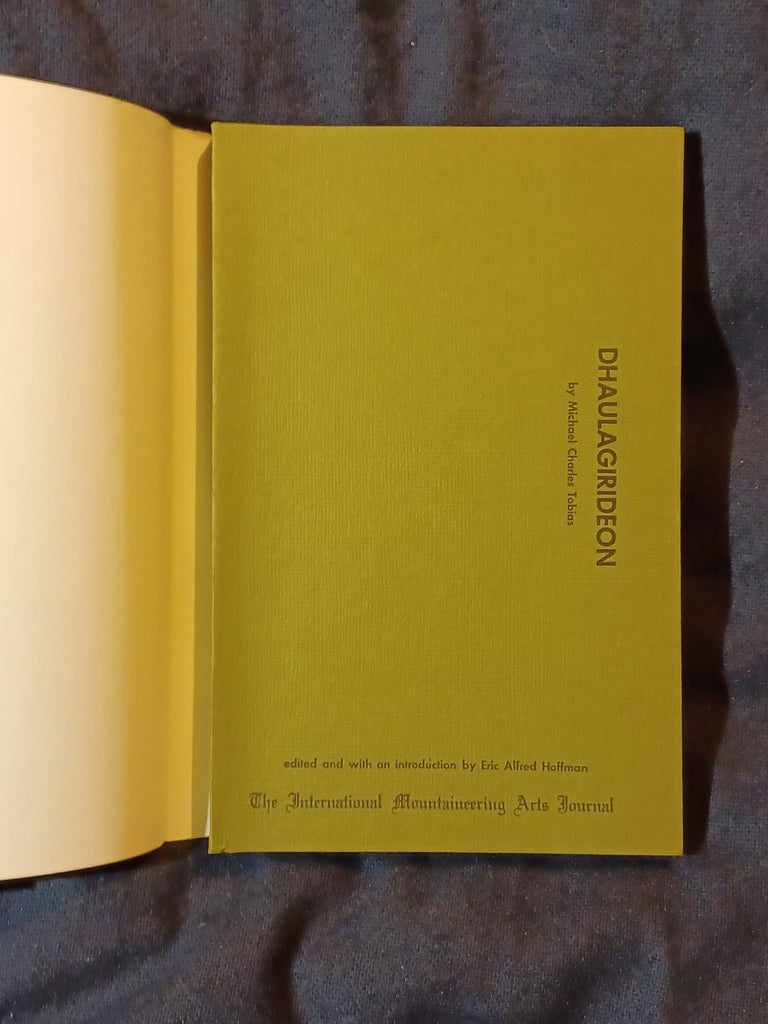 DHAULAGIRIDEON
by Michael Charles Tobias
edited and with an introduction by Eric Alfred Hoffman
The International Mountaineering Arts Journal